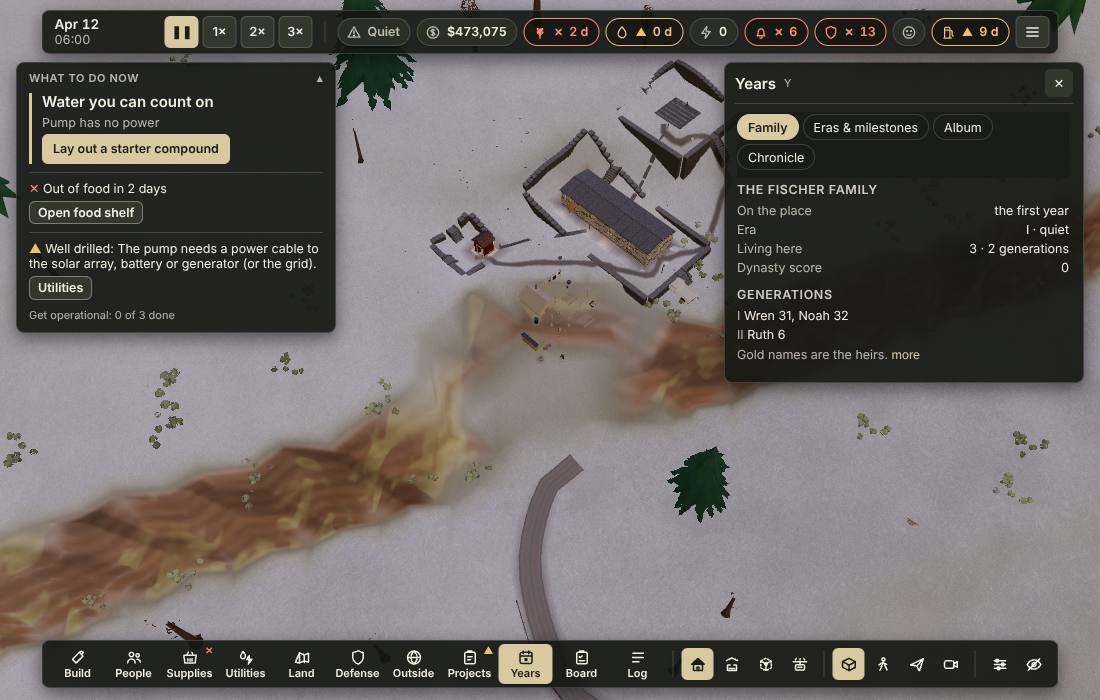 Apr 12
06:00
1×
2×
3×
Quiet
$473,075
× 2 d
0 d
0
× 6
× 13
9 d
WHAT TO DO NOW
Water you can count on
Pump has no power
Lay out a starter compound
× Out of food in 2 days
Open food shelf
Well drilled: The pump needs a power cable to
the solar array, battery or generator (or the grid).
Utilities
Get operational: 0 of 3 done
Years Y
Family
Eras & milestones
Album
Chronicle
THE FISCHER FAMILY
On the place the first year
Era I · quiet
Living here 3 · 2 generations
Dynasty score 0
GENERATIONS
I Wren 31, Noah 32
II Ruth 6
Gold names are the heirs. more
Build
People
Supplies
Utilities
Land
Defense
Outside
Projects
Years
Board
Log